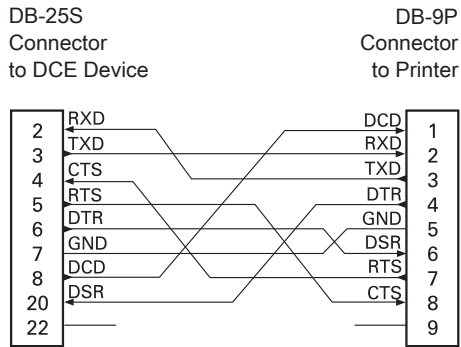 DB-25S
Connector
to DCE Device
DB-9P
Connector
to Printer
2 RXD
3 TXD
4 CTS
5 RTS
6 DTR
7 GND
8 DCD
20 DSR
22
DCD 1
RXD 2
TXD 3
DTR 4
GND 5
DSR 6
RTS 7
CTS 8
9